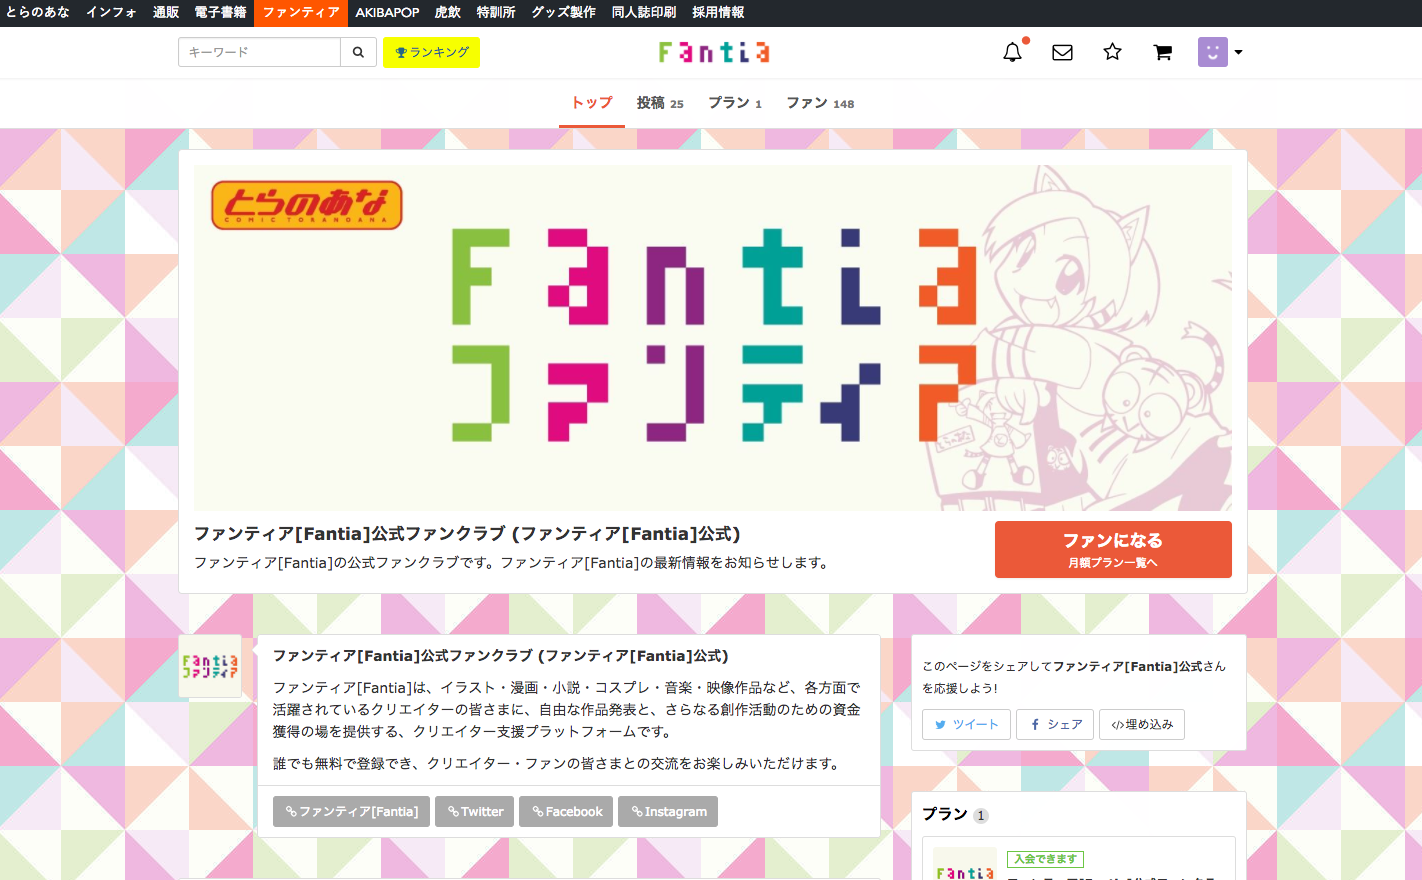 とらのあな インフォ 通販 電子書籍 ファンティア AKIBAPOP 虎飲 特訓所 グッズ製作 同人誌印刷 採用情報
キーワード ランキング Fantia
トップ 投稿 25 プラン 1 ファン 148
とらのあな
COMIC TORANOANA
Fantia
ファンティア
とらのあな
ファンティア[Fantia]公式ファンクラブ (ファンティア[Fantia]公式)
ファンティア[Fantia]の公式ファンクラブです。ファンティア[Fantia]の最新情報をお知らせします。
ファンになる
月額プラン一覧へ
Fantia
ファンティア
ファンティア[Fantia]公式ファンクラブ (ファンティア[Fantia]公式)
ファンティア[Fantia]は、イラスト・漫画・小説・コスプレ・音楽・映像作品など、各方面で
活躍されているクリエイターの皆さまに、自由な作品発表と、さらなる創作活動のための資金
獲得の場を提供する、クリエイター支援プラットフォームです。
誰でも無料で登録でき、クリエイター・ファンの皆さまとの交流をお楽しみいただけます。
ファンティア[Fantia] Twitter Facebook Instagram
このページをシェアしてファンティア[Fantia]公式さん
を応援しよう!
ツイート シェア 埋め込み
プラン 1
入会できます
Fantia